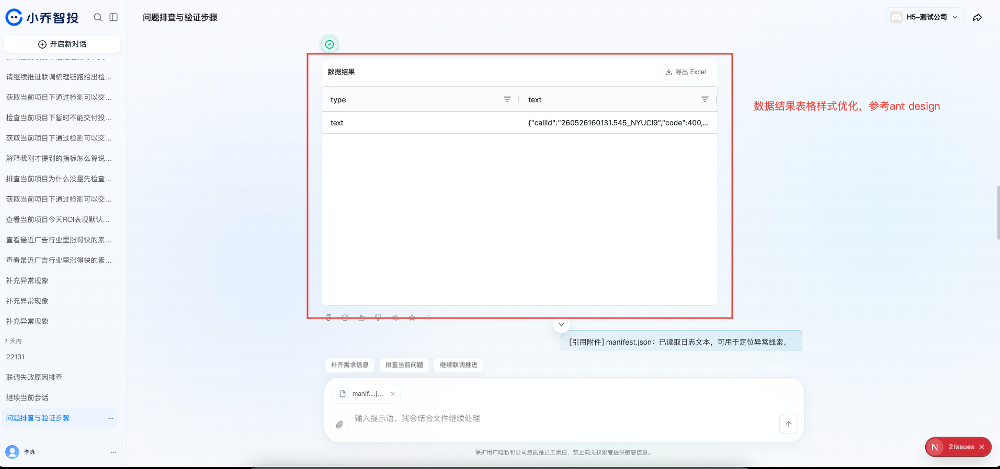 小乔智投
开启新对话
请继续推进联调梳理链路给出检...
获取当前项目下通过检测可以交...
检查当前项目下暂时不能交付投...
获取当前项目下通过检测可以交...
解释我刚才提到的指标怎么算说...
排查当前项目为什么没量先检查...
获取当前项目下通过检测可以交...
查看当前项目今天ROI表现默认...
查看最近广告行业里涨得快的素...
查看最近广告行业里涨得快的素...
补充异常现象
补充异常现象
补充异常现象
7 天内
22131
联调失败原因排查
继续当前会话
问题排查与验证步骤
李咏
问题排查与验证步骤
H5-测试公司
数据结果
导出 Excel
type text
text {"callId":"260526160131.545_NYUCI9","code":400,...
数据结果表格样式优化，参考ant design
[引用附件] manifest.json：已读取日志文本，可用于定位异常线索。
补齐需求信息 排查当前问题 继续联调推进
manif....j...
输入提示语，我会结合文件继续处理
保护用户隐私和公司数据是员工责任，禁止向无权限者提供敏感信息。
N 2 Issues